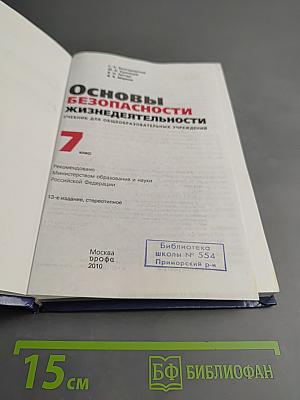 Основы
безопасности
жизнедеятельности
УЧЕБНИК ДЛЯ ОБЩЕОБРАЗОВАТЕЛЬНЫХ УЧРЕЖДЕНИЙ
7 класс
Рекомендовано
Министерством образования и науки
Российской Федерации
13-е издание, стереотипное
Москва
дрофа
2010
Библиотека
школы № 554
Приморский р-н
15 см
БФ БИБЛИОФАН